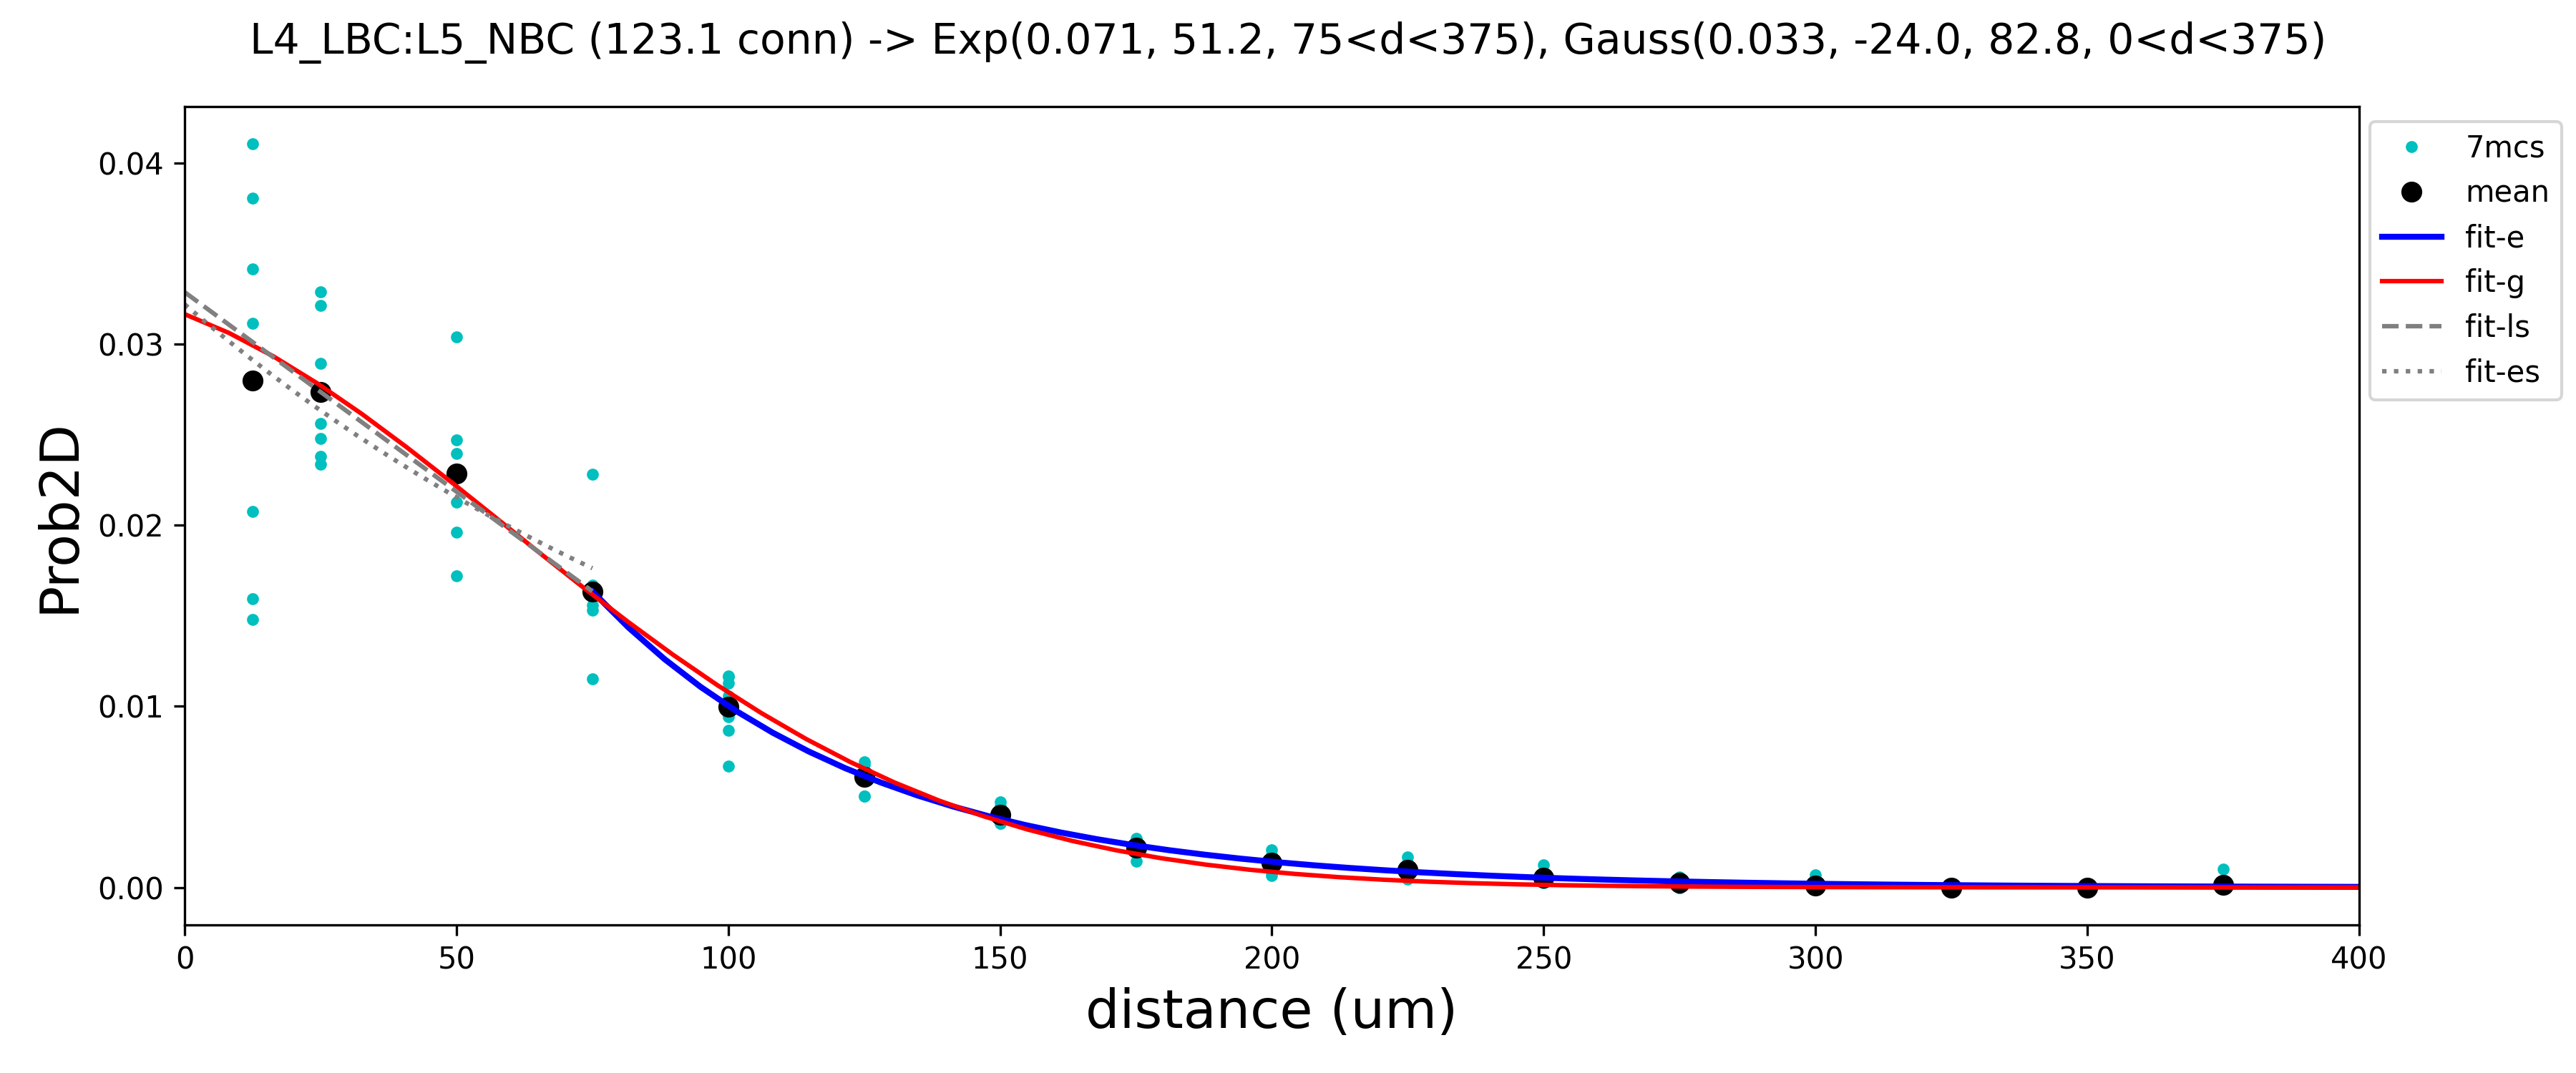 L4_LBC:L5_NBC (123.1 conn) -> Exp(0.071, 51.2, 75<d<375), Gauss(0.033, -24.0, 82.8, 0<d<375)
0.04
0.03
0.02
0.01
0.00
Prob2D
0 50 100 150 200 250 300 350 400
distance (um)
7mcs
mean
fit-e
fit-g
fit-ls
fit-es